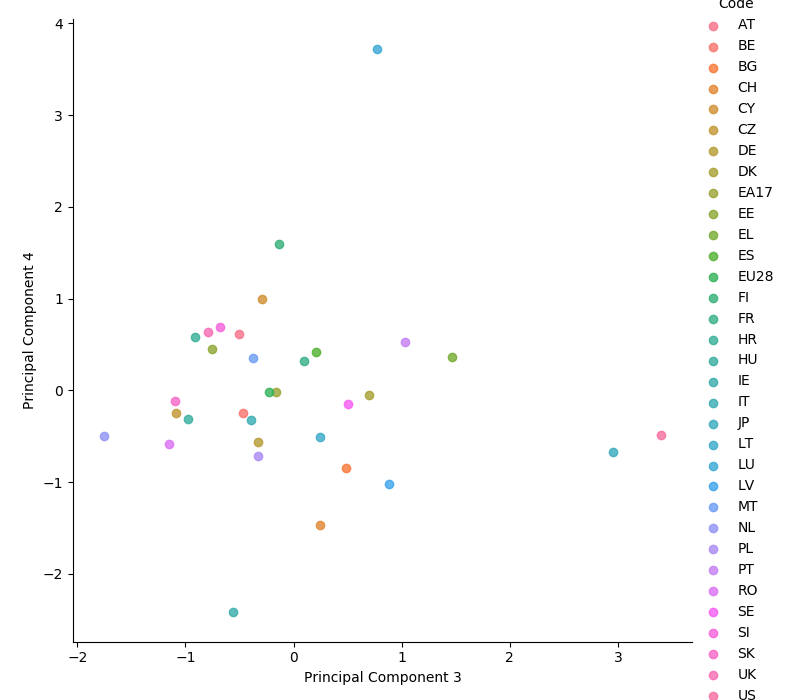 Code
AT
BE
BG
CH
CY
CZ
DE
DK
EA17
EE
EL
ES
EU28
FI
FR
HR
HU
IE
IT
JP
LT
LU
LV
MT
NL
PL
PT
RO
SE
SI
SK
UK
US
4
3
2
1
0
−1
−2
Principal Component 4
−2
−1
0
1
2
3
Principal Component 3